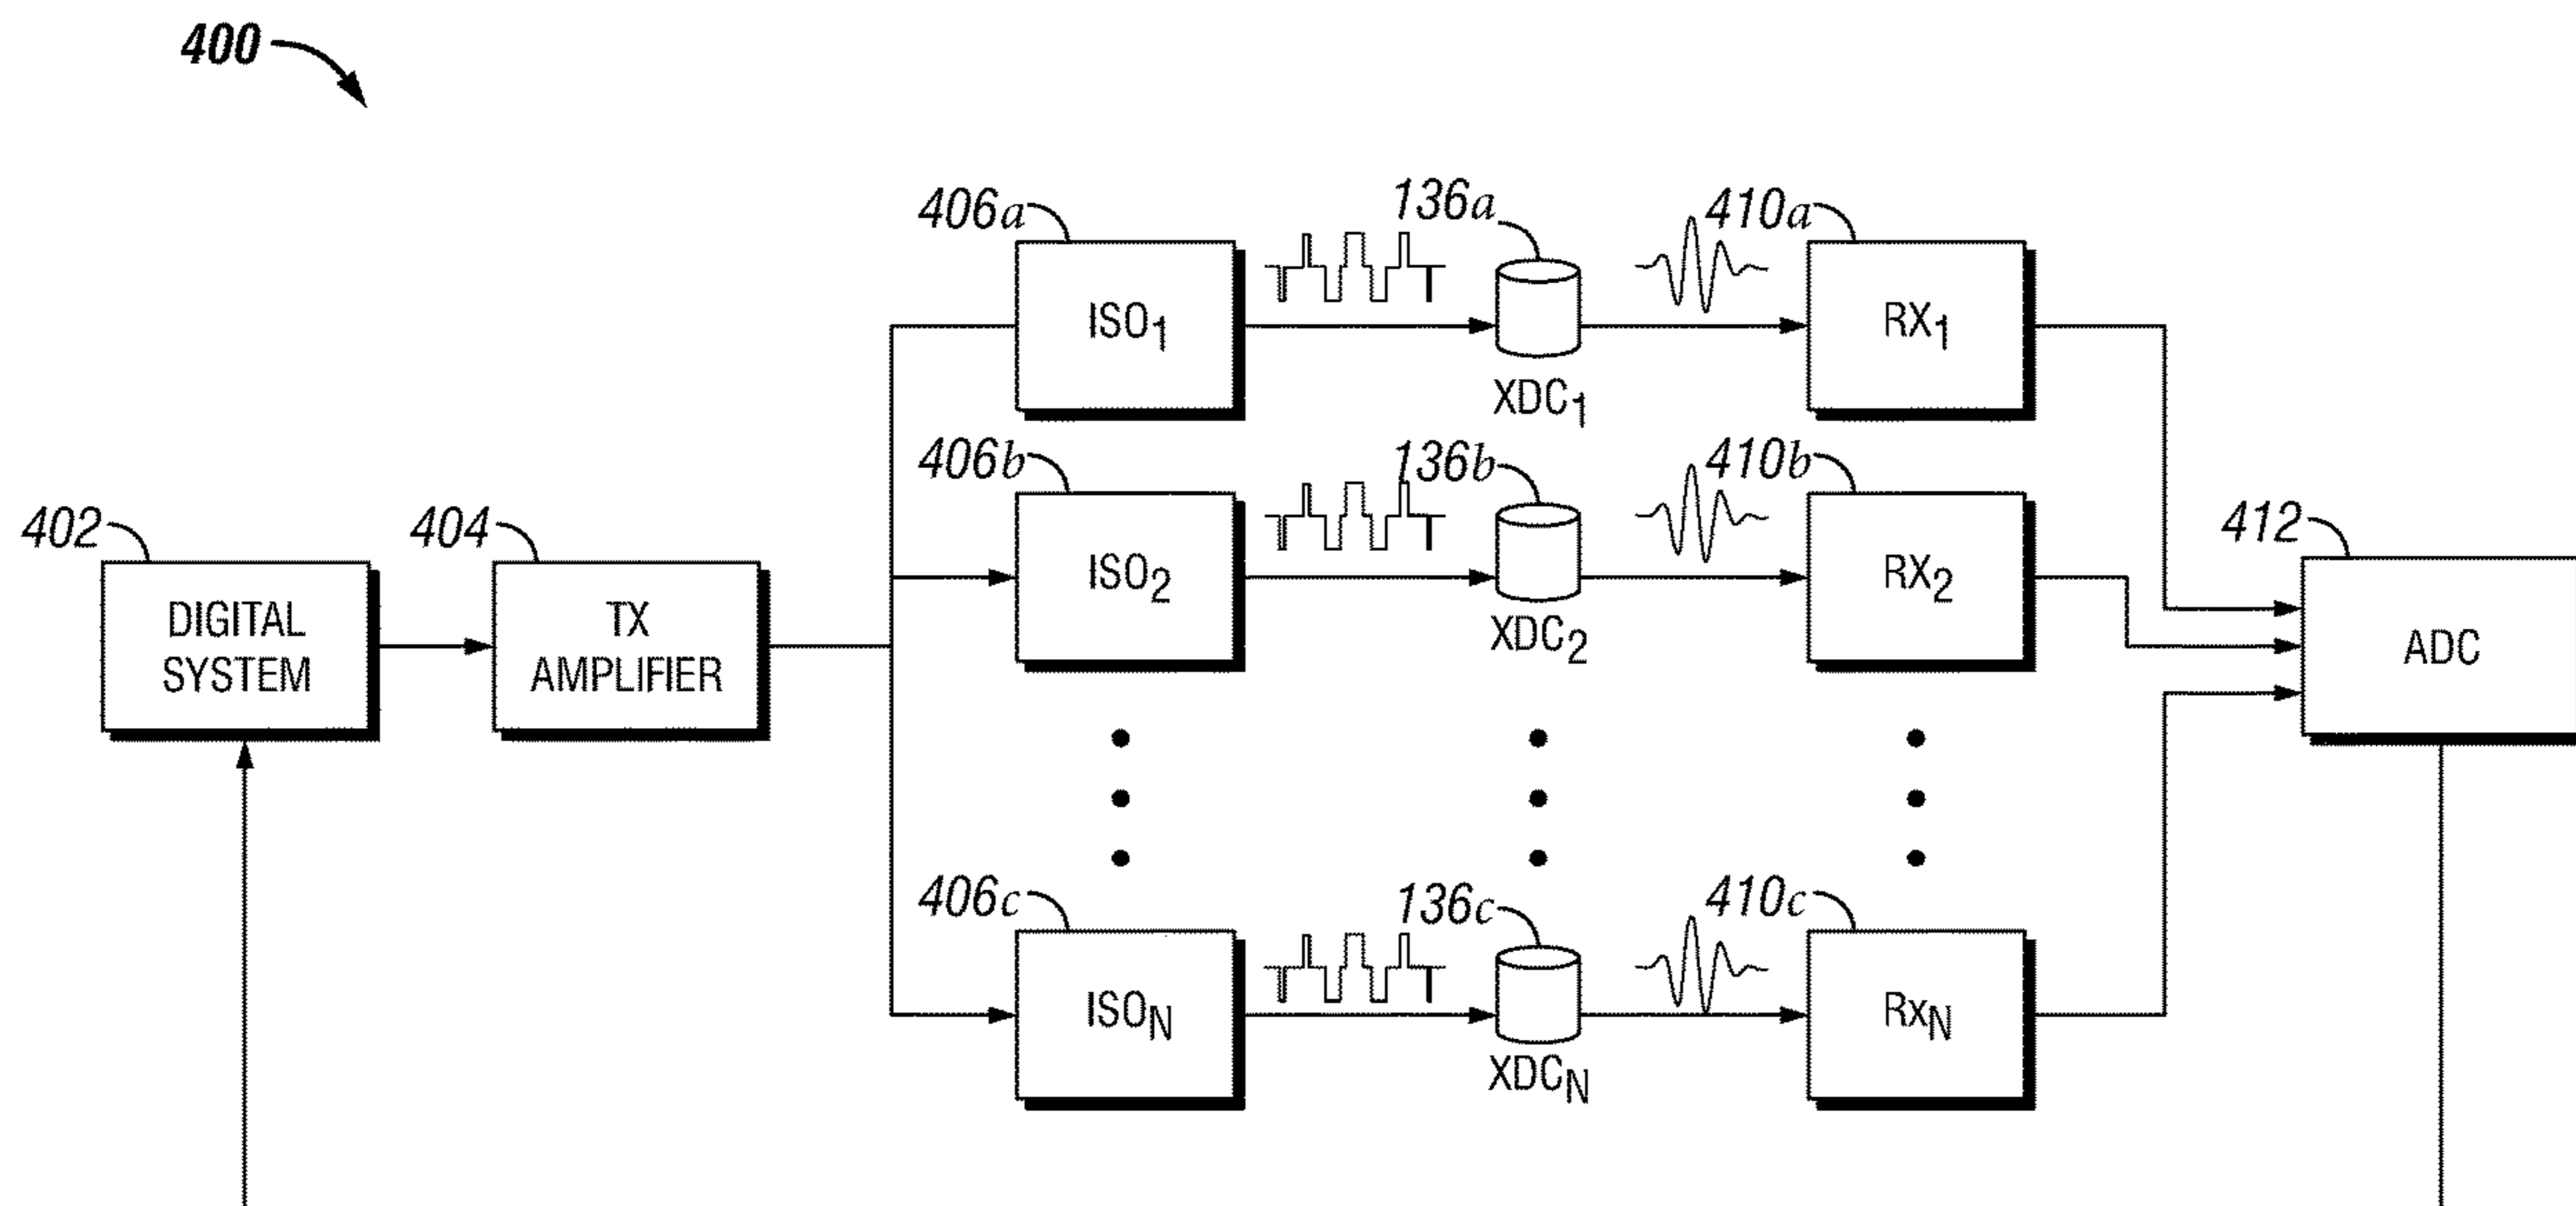 400
406a
136a
410a
ISO1
RX1
XDC1
406b
136b
410b
402
404
412
ISO2
RX2
DIGITAL
SYSTEM
TX
AMPLIFIER
XDC2
ADC
406c
136c
410c
ISON
RxN
XDCN